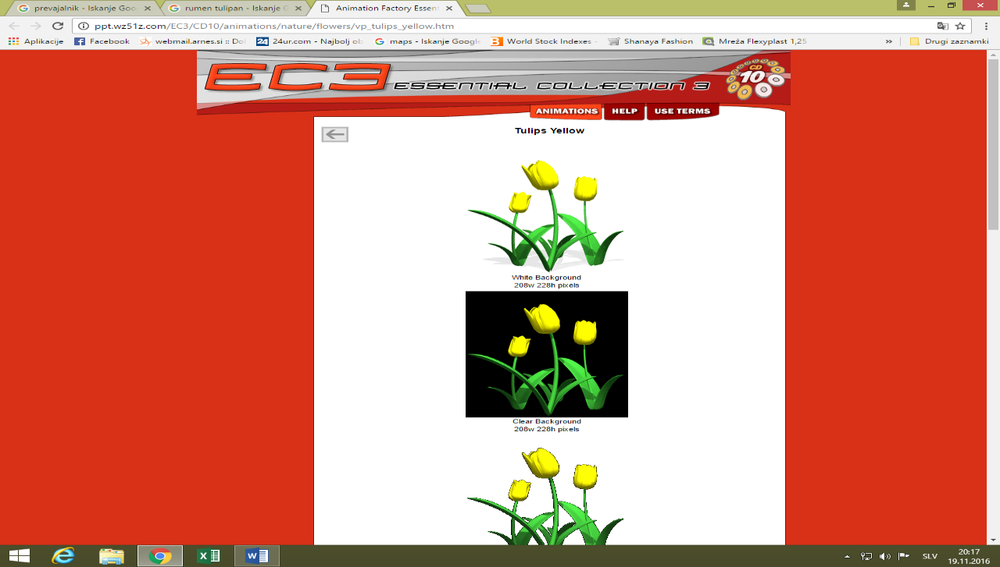 prevajalnik - Iskanje Goo
rumen tulipan - Iskanje G
Animation Factory Essen
ppt.wz51z.com/EC3/CD10/animations/nature/flowers/vp_tulips_yellow.htm
Aplikacije
Facebook
webmail.arnes.si :: Do
24ur.com - Najbolj ob
maps - Iskanje Google
World Stock Indexes -
Shanaya Fashion
Mreža Flexyplast 1,25
»
Drugi zaznamki
EC3 ESSENTIAL COLLECTION 3
CD
10
ANIMATIONS HELP USE TERMS
Tulips Yellow
White Background
208w 228h pixels
Clear Background
208w 228h pixels
SLV
20:17
19.11.2016